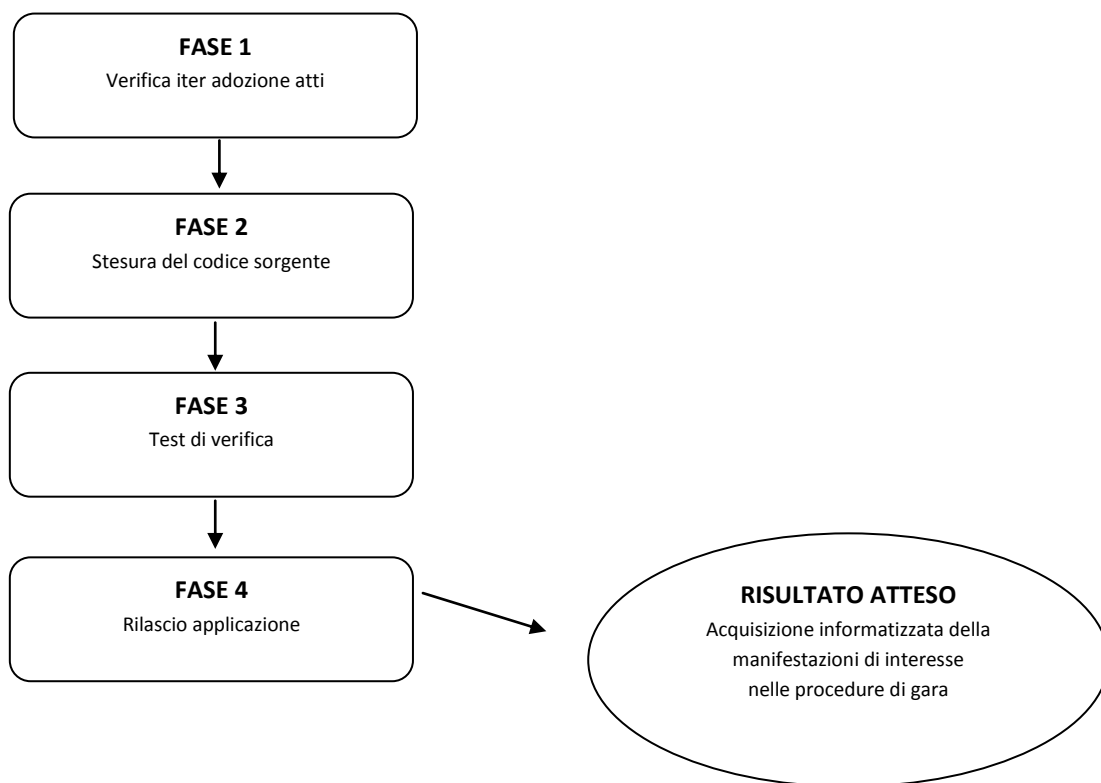 FASE 1
Verifica iter adozione atti
FASE 2
Stesura del codice sorgente
FASE 3
Test di verifica
FASE 4
Rilascio applicazione
RISULTATO ATTESO
Acquisizione informatizzata della
manifestazioni di interesse
nelle procedure di gara